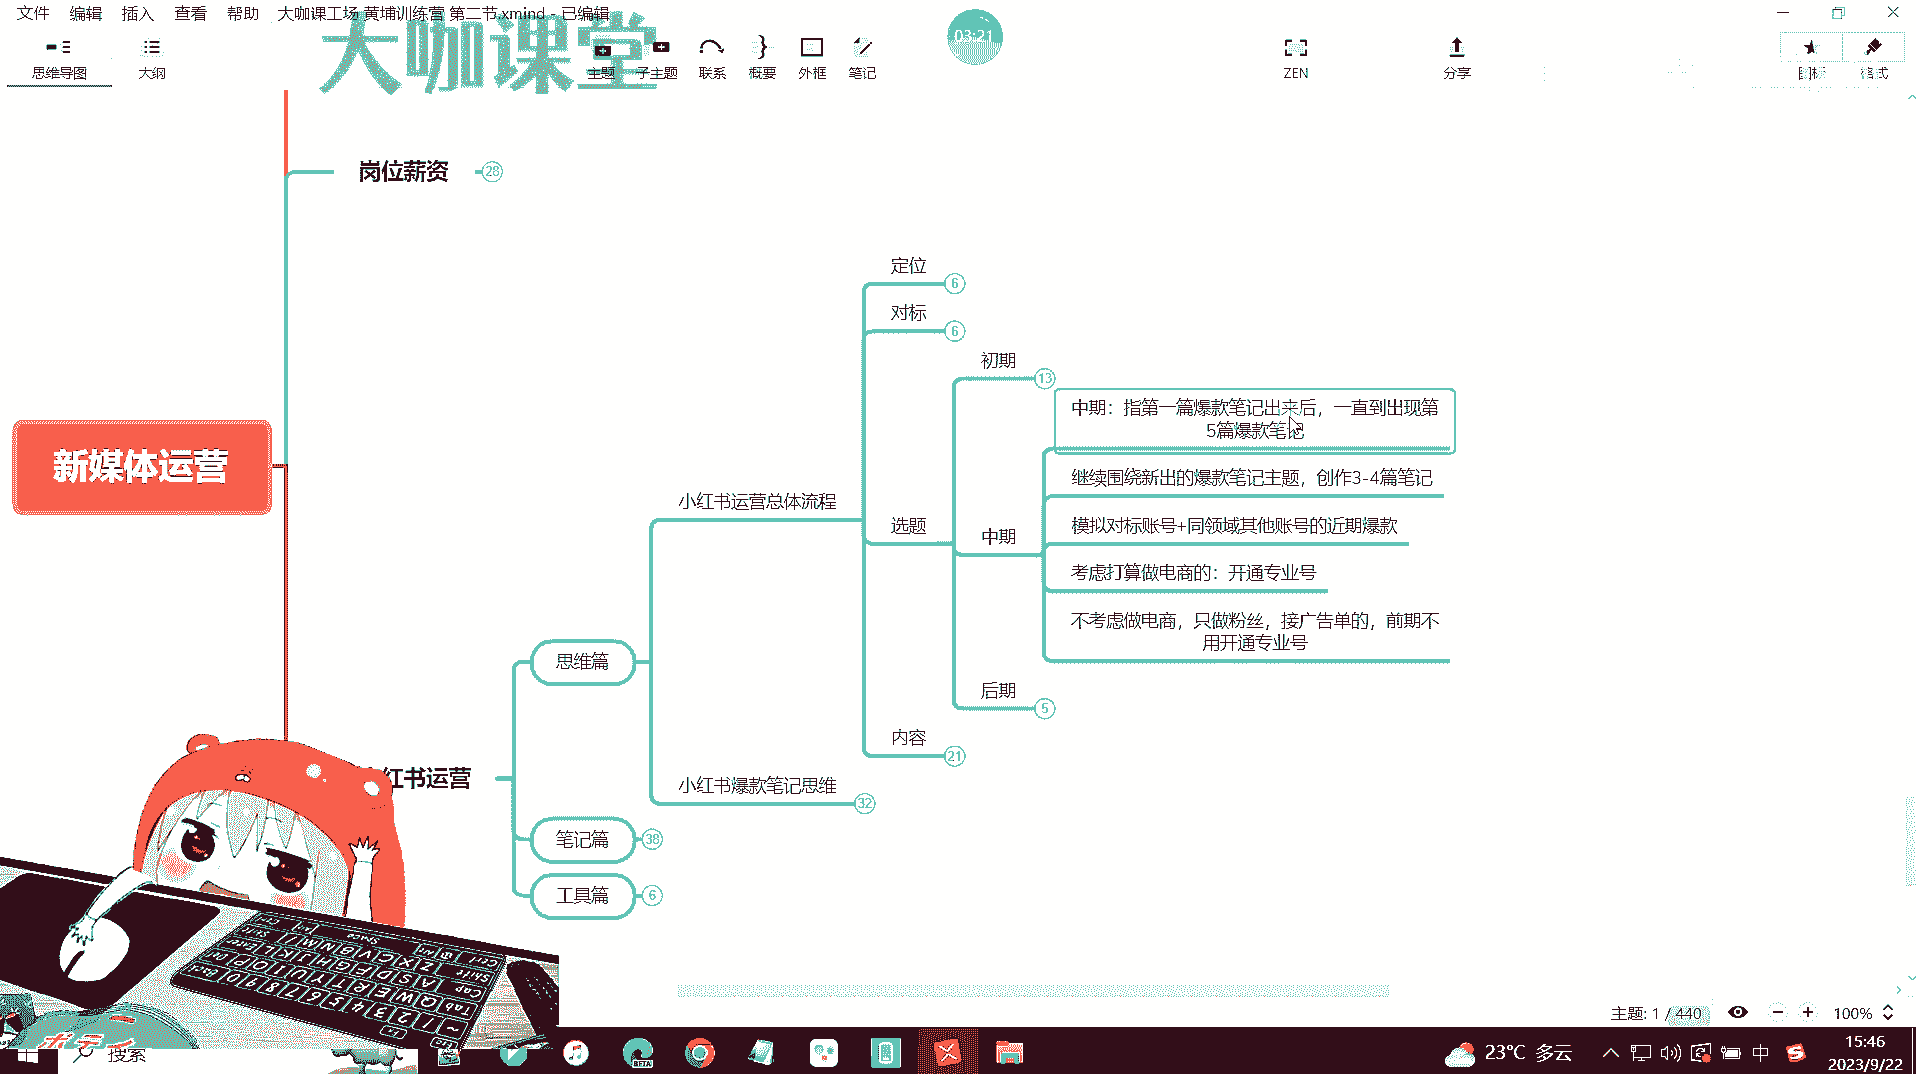 文件 编辑 插入 查看 帮助 大咖课工场 黄埔训练营 第二节.xmind - 已编辑
大咖课堂
03:21
思维导图 大纲 主题 子主题 联系 概要 外框 笔记 ZEN 分享 图标 格式
岗位薪资 28
定位 6
对标 6
初期 13
中期：指第一篇爆款笔记出来后，一直到出现第
5篇爆款笔记
新媒体运营
继续围绕新出的爆款笔记主题，创作3-4篇笔记
小红书运营总体流程
选题
模拟对标账号+同领域其他账号的近期爆款
中期
考虑打算做电商的：开通专业号
不考虑做电商，只做粉丝，接广告单的，前期不
用开通专业号
思维篇
后期 5
内容 21
红书运营
小红书爆款笔记思维 32
笔记篇 38
工具篇 6
主题: 1 / 440 100%
搜索
BETA
23°C 多云
中
15:46
2023/9/22